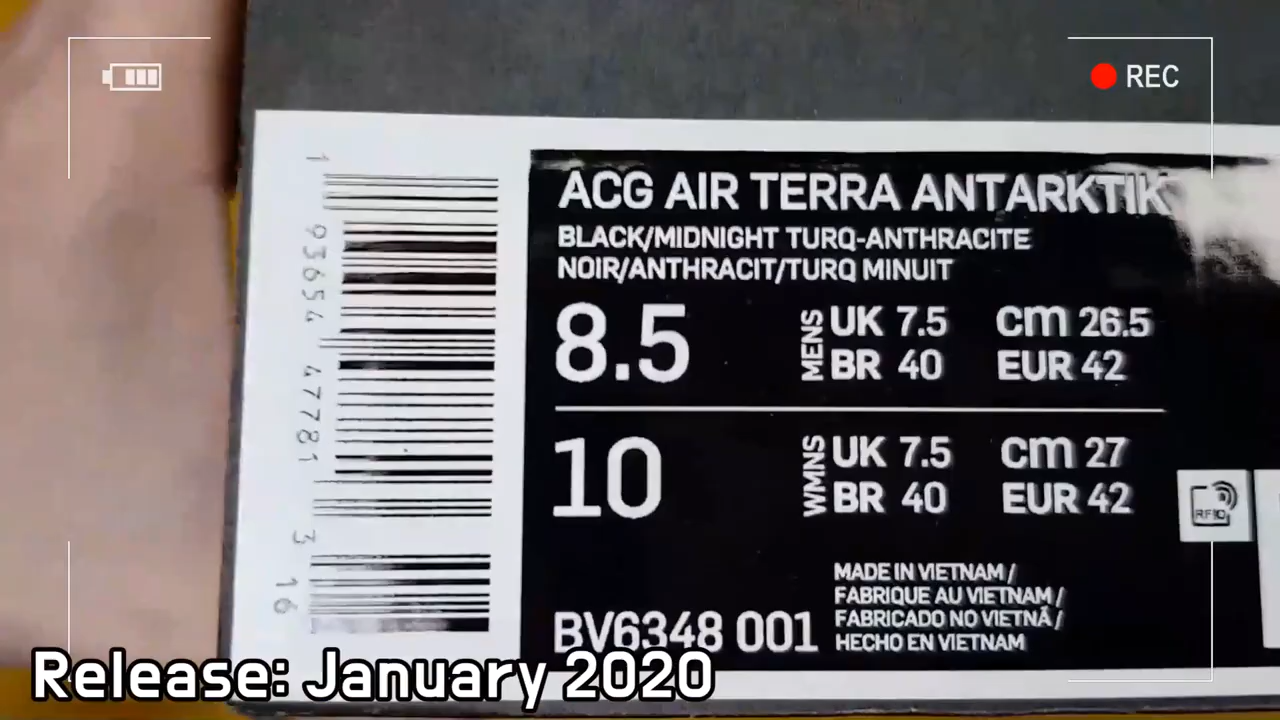 REC
ACG AIR TERRA ANTARKTIK
BLACK/MIDNIGHT TURQ-ANTHRACITE
NOIR/ANTHRACIT/TURQ MINUIT
8.5
MENS
UK 7.5 cm 26.5
BR 40 EUR 42
10
WMNS
UK 7.5 cm 27
BR 40 EUR 42
RFID
MADE IN VIETNAM /
FABRIQUE AU VIETNAM /
FABRICADO NO VIETNÃ /
HECHO EN VIETNAM
BV6348 001
1 93654 47781 3 16
Release: January 2020